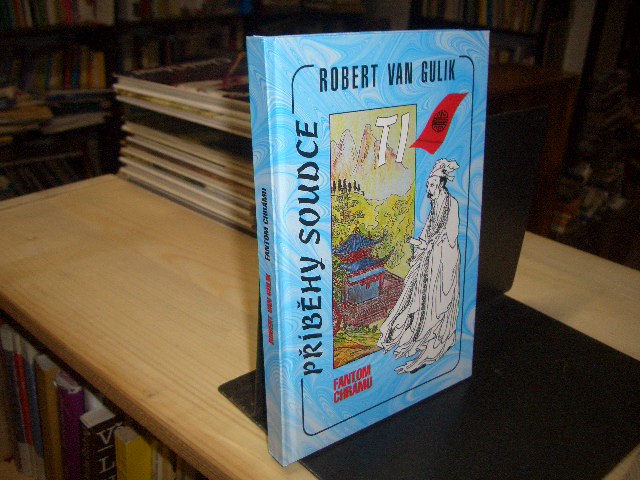 ROBERT VAN GULIK
PŘÍBĚHY SOUDCE
TI
FANTOM
CHRÁMU
ROBERT VAN GULIK FANTOM CHRÁMU